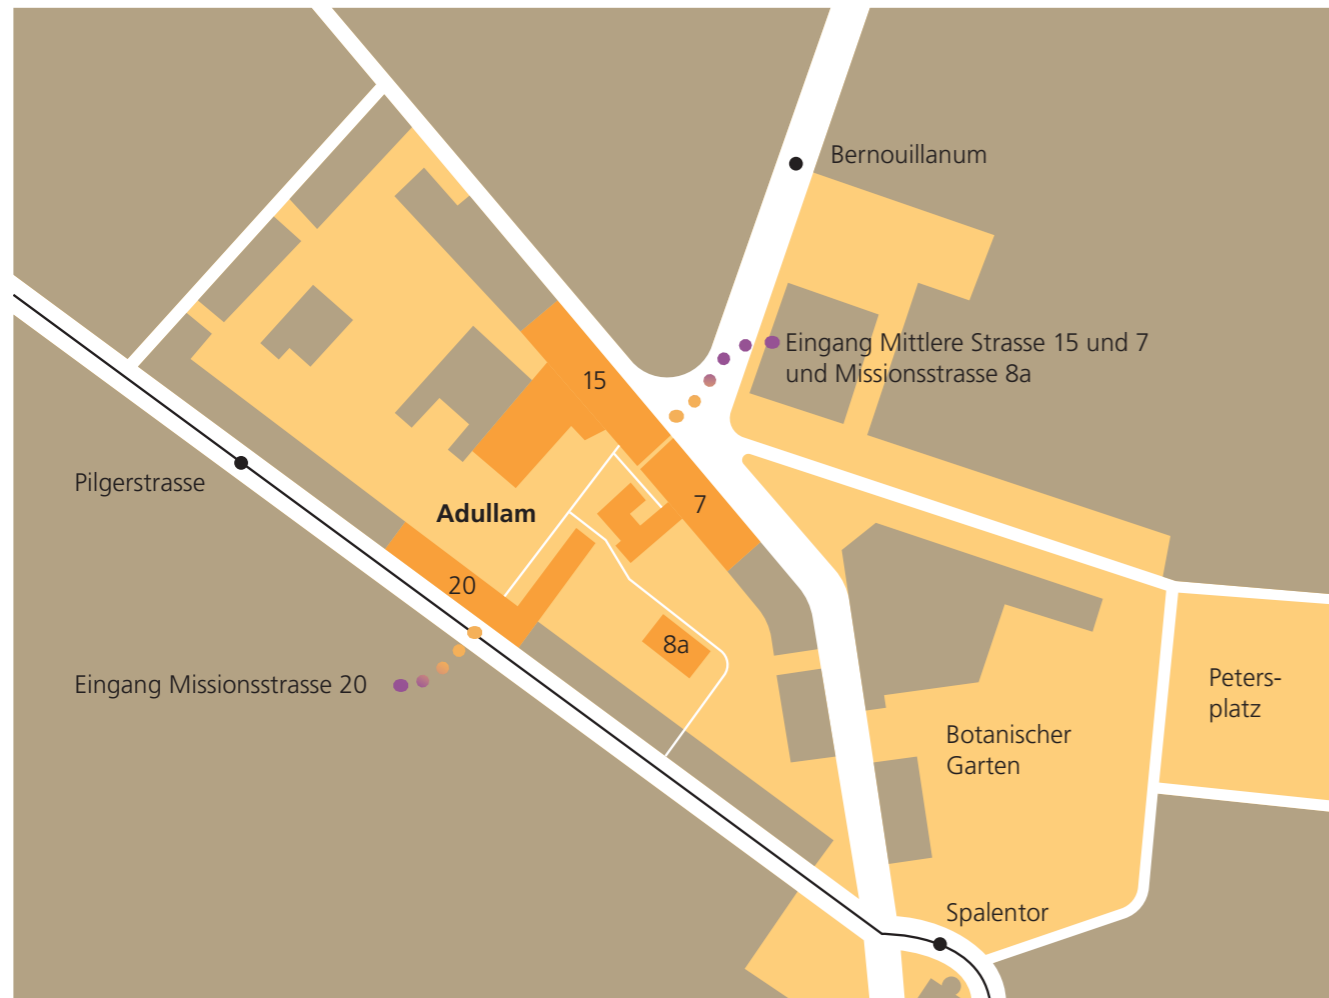 Bernouillanum
Eingang Mittlere Strasse 15 und 7
und Missionsstrasse 8a
15
Pilgerstrasse
7
Adullam
20
8a
Eingang Missionsstrasse 20
Peters-
platz
Botanischer
Garten
Spalentor